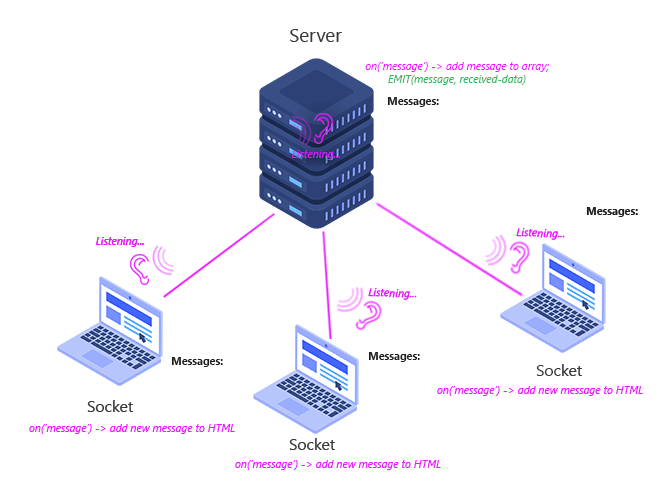 Server
on('message') -> add message to array;
EMIT(message, received-data)
Messages:
Listening...
Messages:
Listening...
Listening...
Listening...
Messages:
Messages:
Socket
on('message') -> add new message to HTML
Socket
on('message') -> add new message to HTML
Socket
on('message') -> add new message to HTML